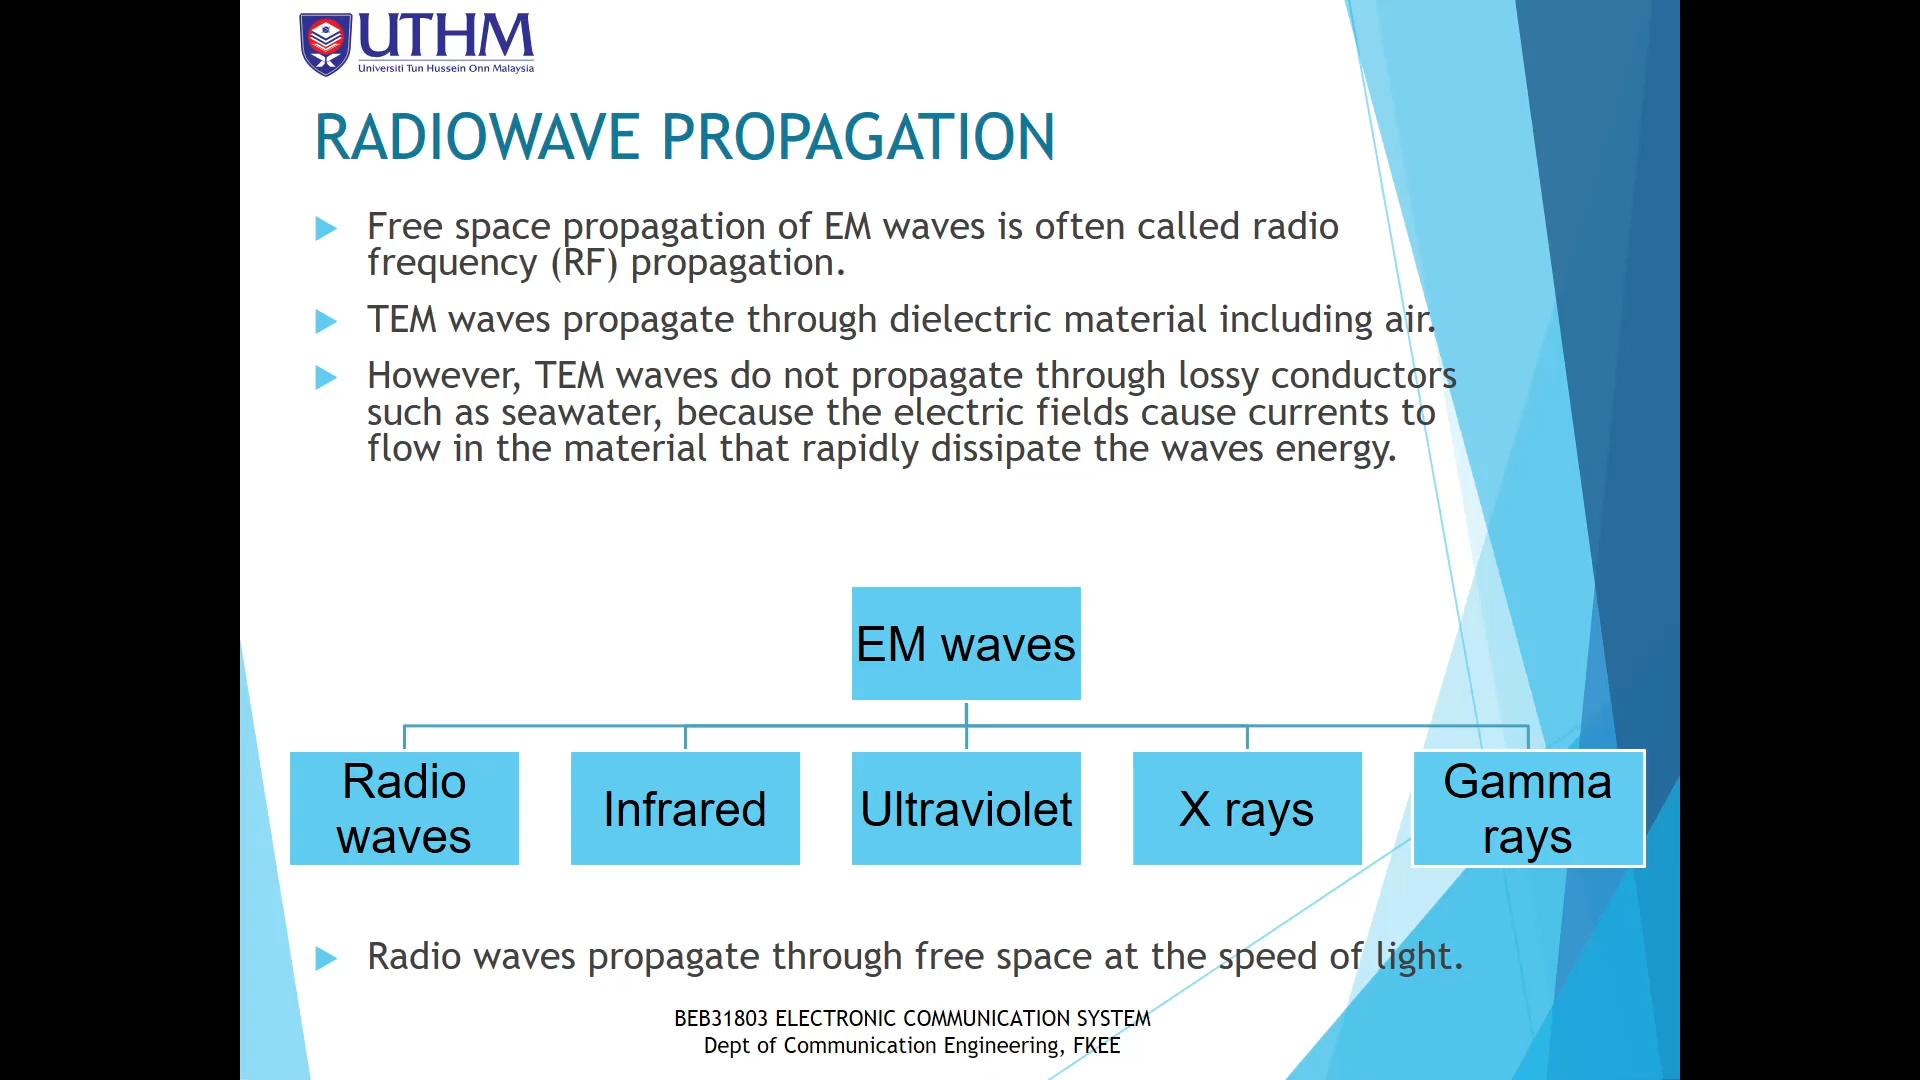 UTHM
Universiti Tun Hussein Onn Malaysia
RADIOWAVE PROPAGATION
Free space propagation of EM waves is often called radio
frequency (RF) propagation.
TEM waves propagate through dielectric material including air.
However, TEM waves do not propagate through lossy conductors
such as seawater, because the electric fields cause currents to
flow in the material that rapidly dissipate the waves energy.
EM waves
Radio
waves
Infrared
Ultraviolet
X rays
Gamma
rays
Radio waves propagate through free space at the speed of light.
BEB31803 ELECTRONIC COMMUNICATION SYSTEM
Dept of Communication Engineering, FKEE